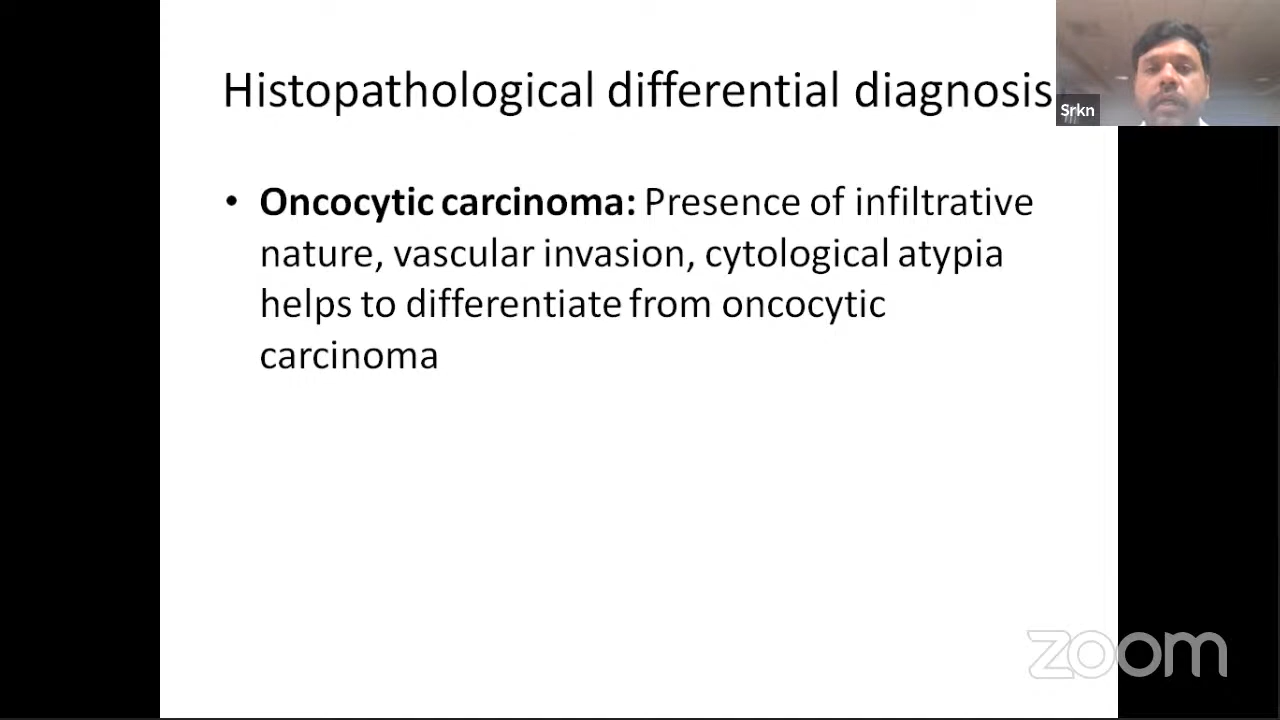 Histopathological differential diagnosis
Srkn
• Oncocytic carcinoma: Presence of infiltrative
nature, vascular invasion, cytological atypia
helps to differentiate from oncocytic
carcinoma
zoom